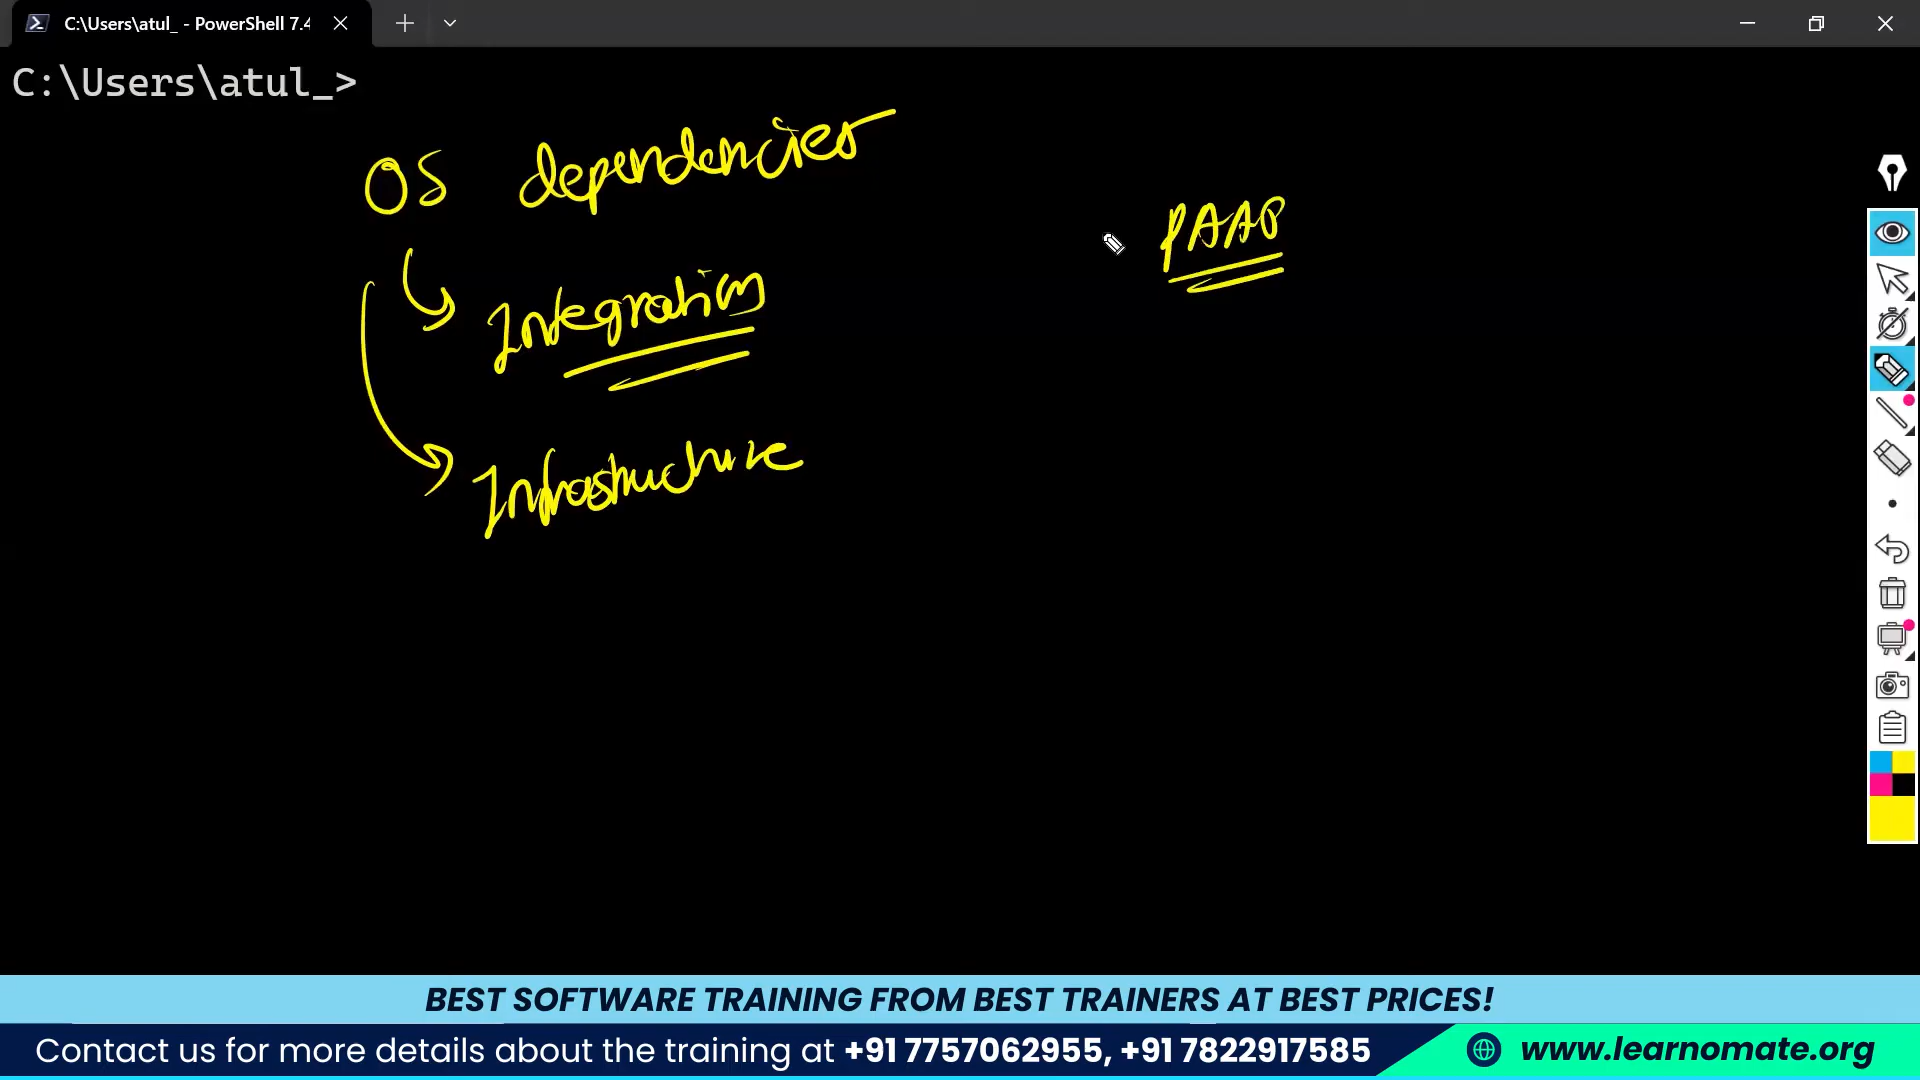 C:\Users\atul_ - PowerShell 7.4
C:\Users\atul_>
OS dependencies
PAAP
Integration
Infrastructure
BEST SOFTWARE TRAINING FROM BEST TRAINERS AT BEST PRICES!
Contact us for more details about the training at +91 7757062955, +91 7822917585
www.learnomate.org